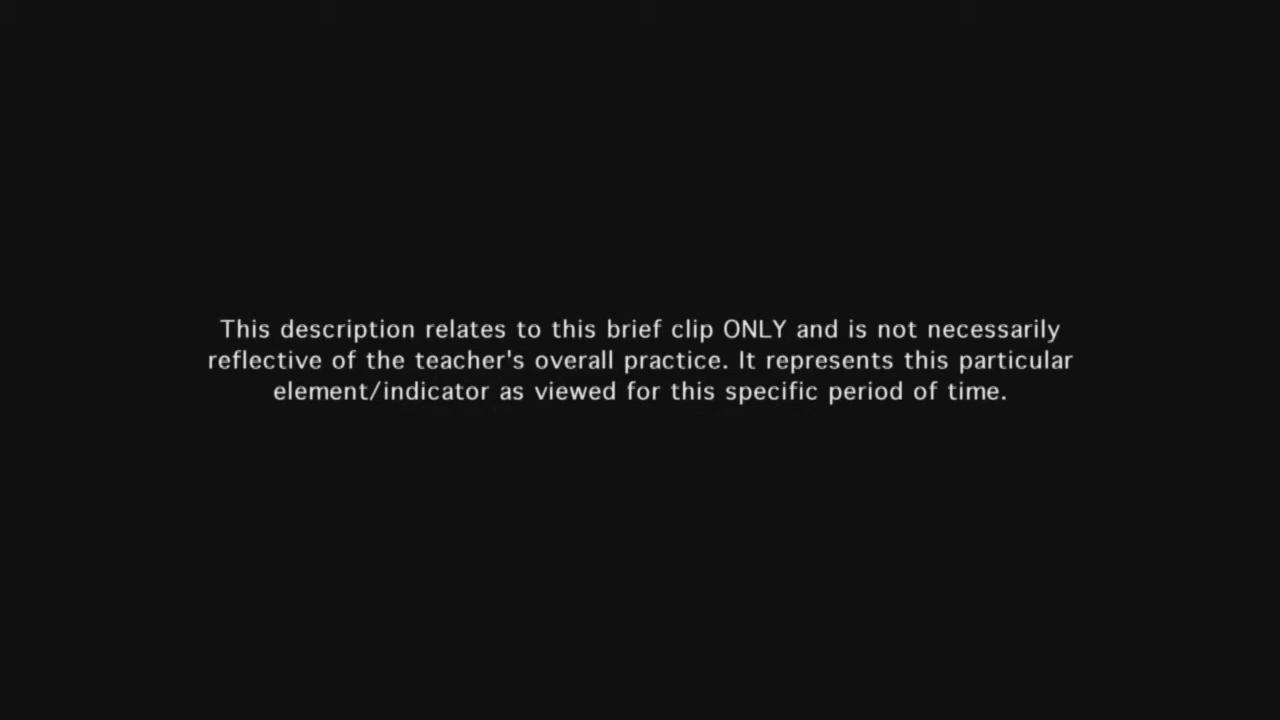 This description relates to this brief clip ONLY and is not necessarily
reflective of the teacher's overall practice. It represents this particular
element/indicator as viewed for this specific period of time.